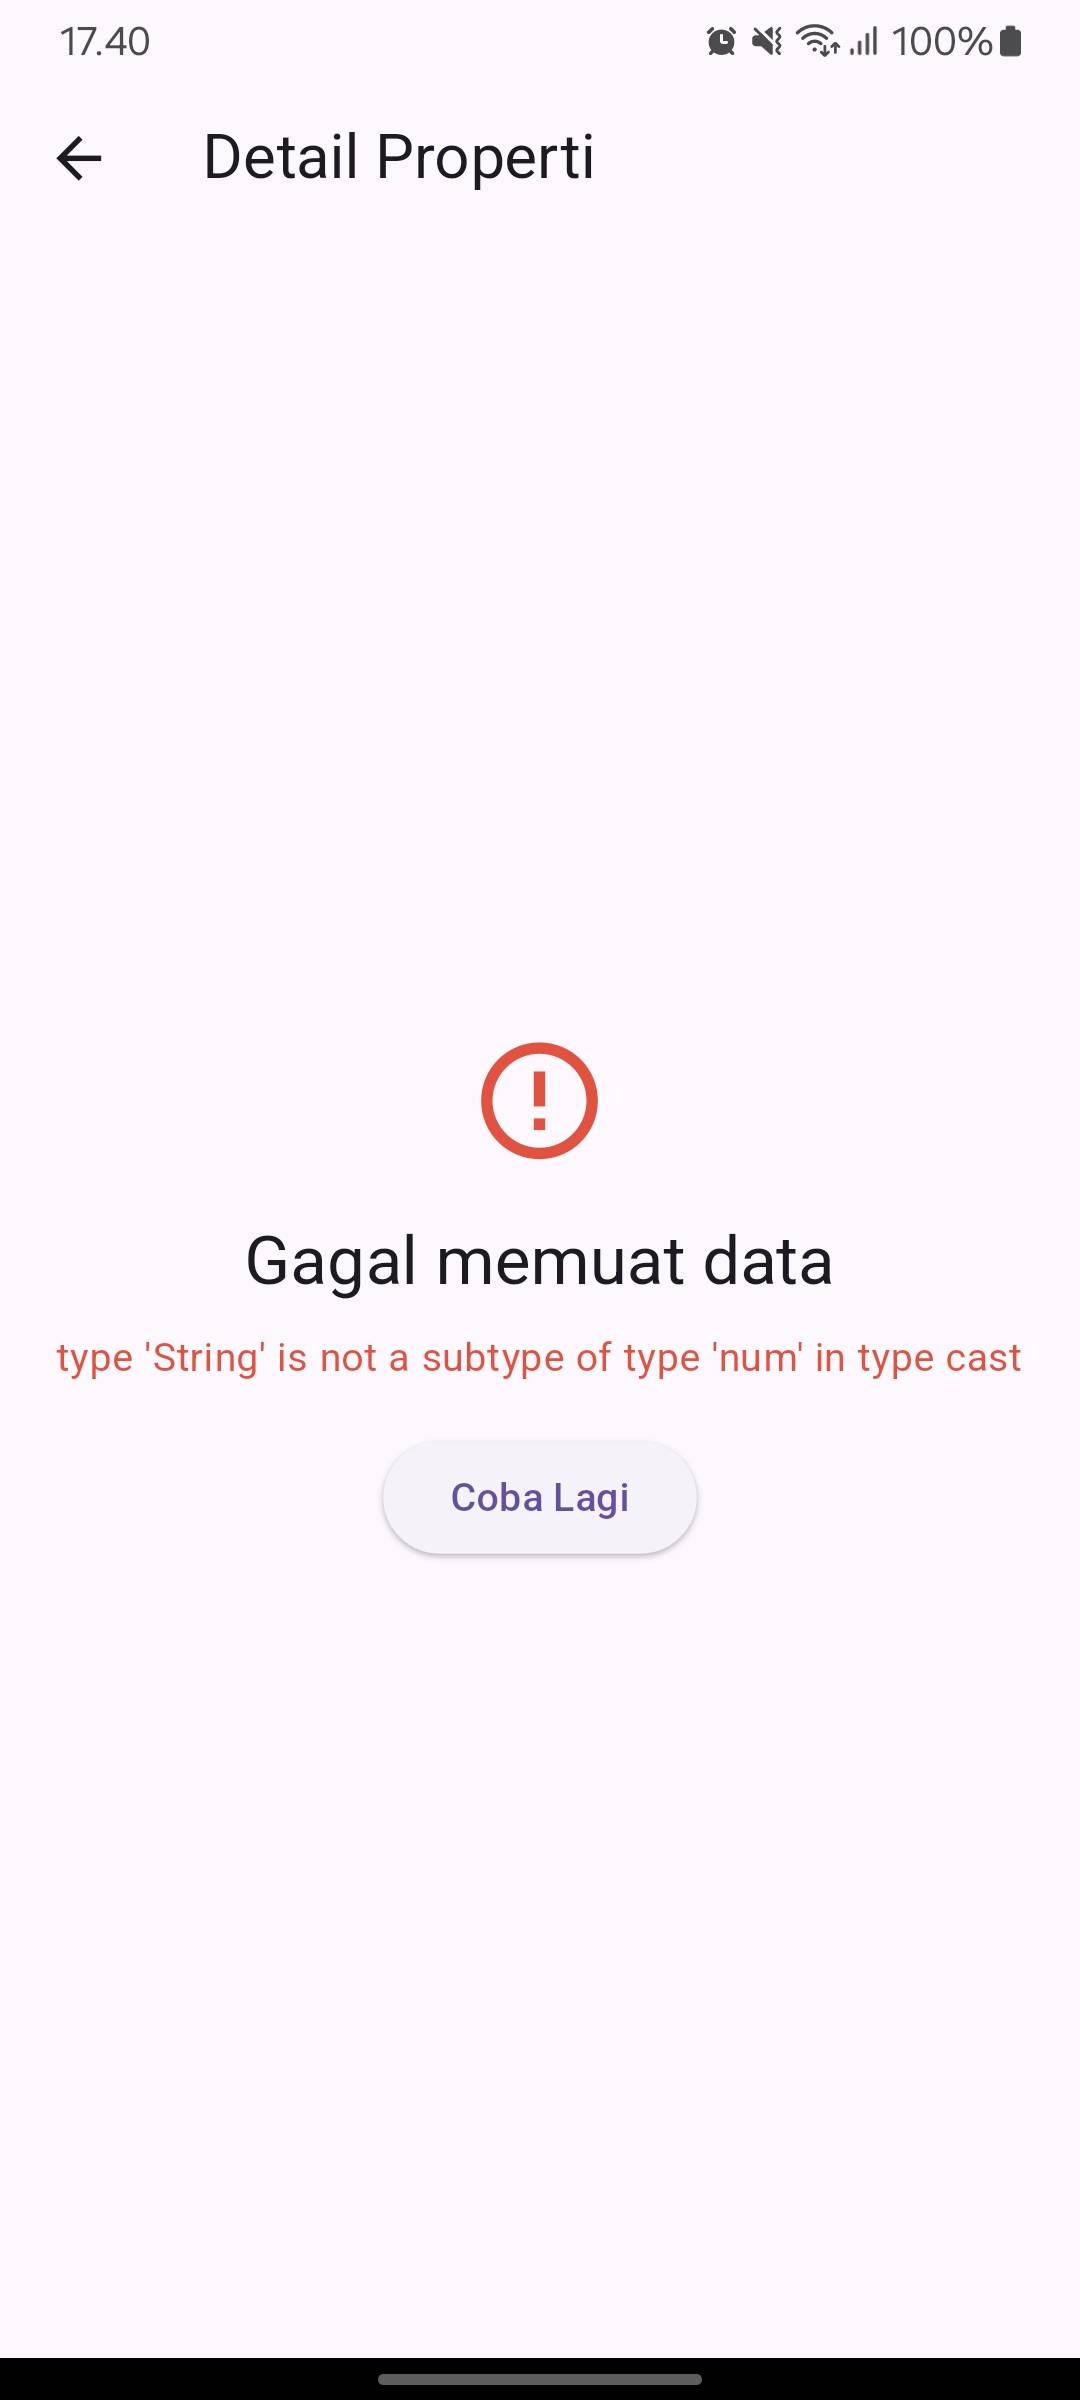 17.40
100%
Detail Properti
Gagal memuat data
type 'String' is not a subtype of type 'num' in type cast
Coba Lagi